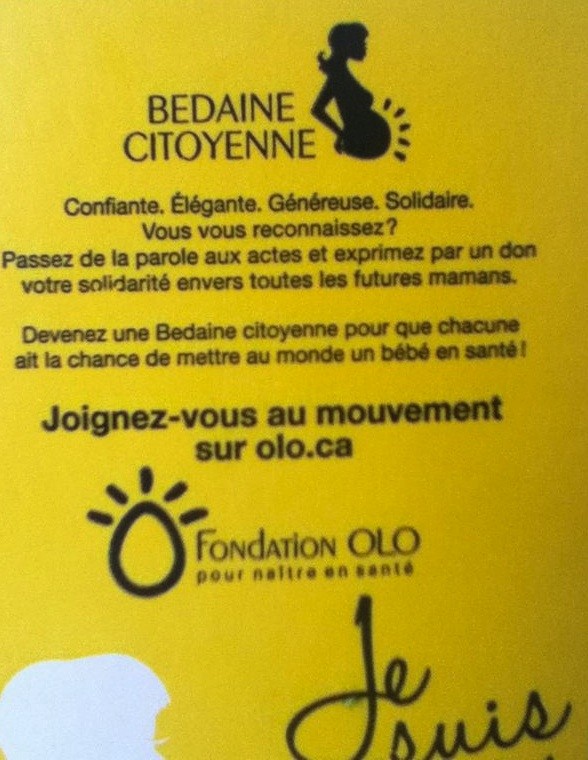 BEDAINE
CITOYENNE
Confiante. Élégante. Généreuse. Solidaire.
Vous vous reconnaissez?
Passez de la parole aux actes et exprimez par un don
votre solidarité envers toutes les futures mamans.
Devenez une Bedaine citoyenne pour que chacune
ait la chance de mettre au monde un bébé en santé!
Joignez-vous au mouvement
sur olo.ca
FONDATION OLO
pour naître en santé
Je
suis